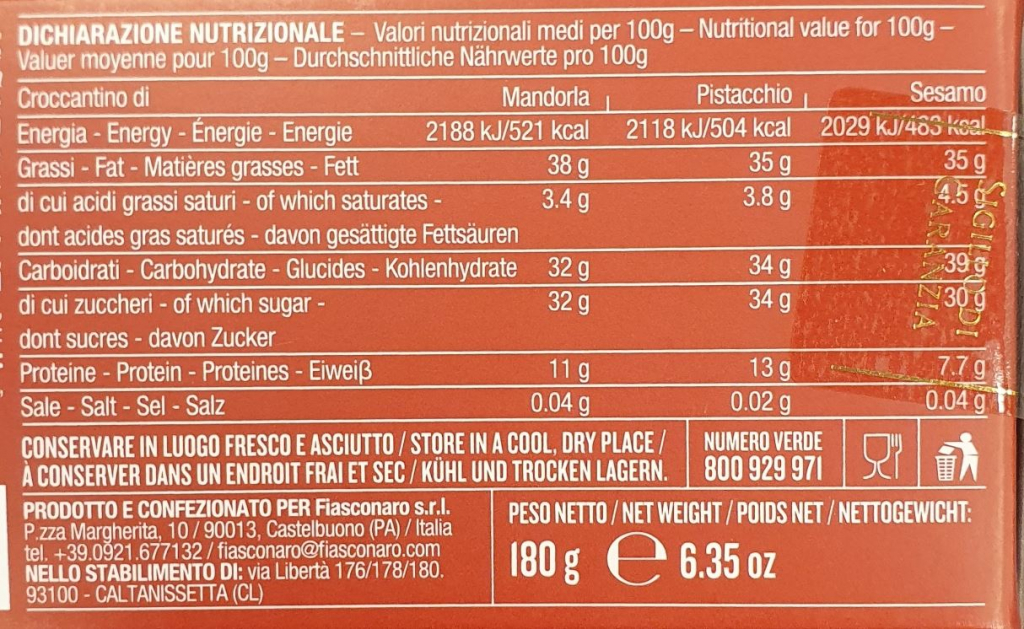 DICHIARAZIONE NUTRIZIONALE – Valori nutrizionali medi per 100g – Nutritional value for 100g –
Valuer moyenne pour 100g – Durchschnittliche Nährwerte pro 100g
Croccantino di Mandorla Pistacchio Sesamo
Energia - Energy - Énergie - Energie 2188 kJ/521 kcal 2118 kJ/504 kcal 2029 kJ/483 kcal
Grassi - Fat - Matières grasses - Fett 38 g 35 g 35 g
di cui acidi grassi saturi - of which saturates - 3.4 g 3.8 g 4.5 g
dont acides gras saturés - davon gesättigte Fettsäuren
Carboidrati - Carbohydrate - Glucides - Kohlenhydrate 32 g 34 g 39 g
di cui zuccheri - of which sugar - 32 g 34 g 30 g
dont sucres - davon Zucker
Proteine - Protein - Proteines - Eiweiß 11 g 13 g 7.7 g
Sale - Salt - Sel - Salz 0.04 g 0.02 g 0.04 g
SIGILLO DI
GARANZIA
CONSERVARE IN LUOGO FRESCO E ASCIUTTO / STORE IN A COOL, DRY PLACE /
À CONSERVER DANS UN ENDROIT FRAI ET SEC / KÜHL UND TROCKEN LAGERN.
NUMERO VERDE
800 929 971
PRODOTTO E CONFEZIONATO PER Fiasconaro s.r.l.
P.zza Margherita, 10 / 90013, Castelbuono (PA) / Italia
tel. +39.0921.677132 / fiasconaro@fiasconaro.com
NELLO STABILIMENTO DI: via Libertà 176/178/180.
93100 - CALTANISSETTA (CL)
PESO NETTO / NET WEIGHT / POIDS NET / NETTOGEWICHT:
180 g ℮ 6.35 oz